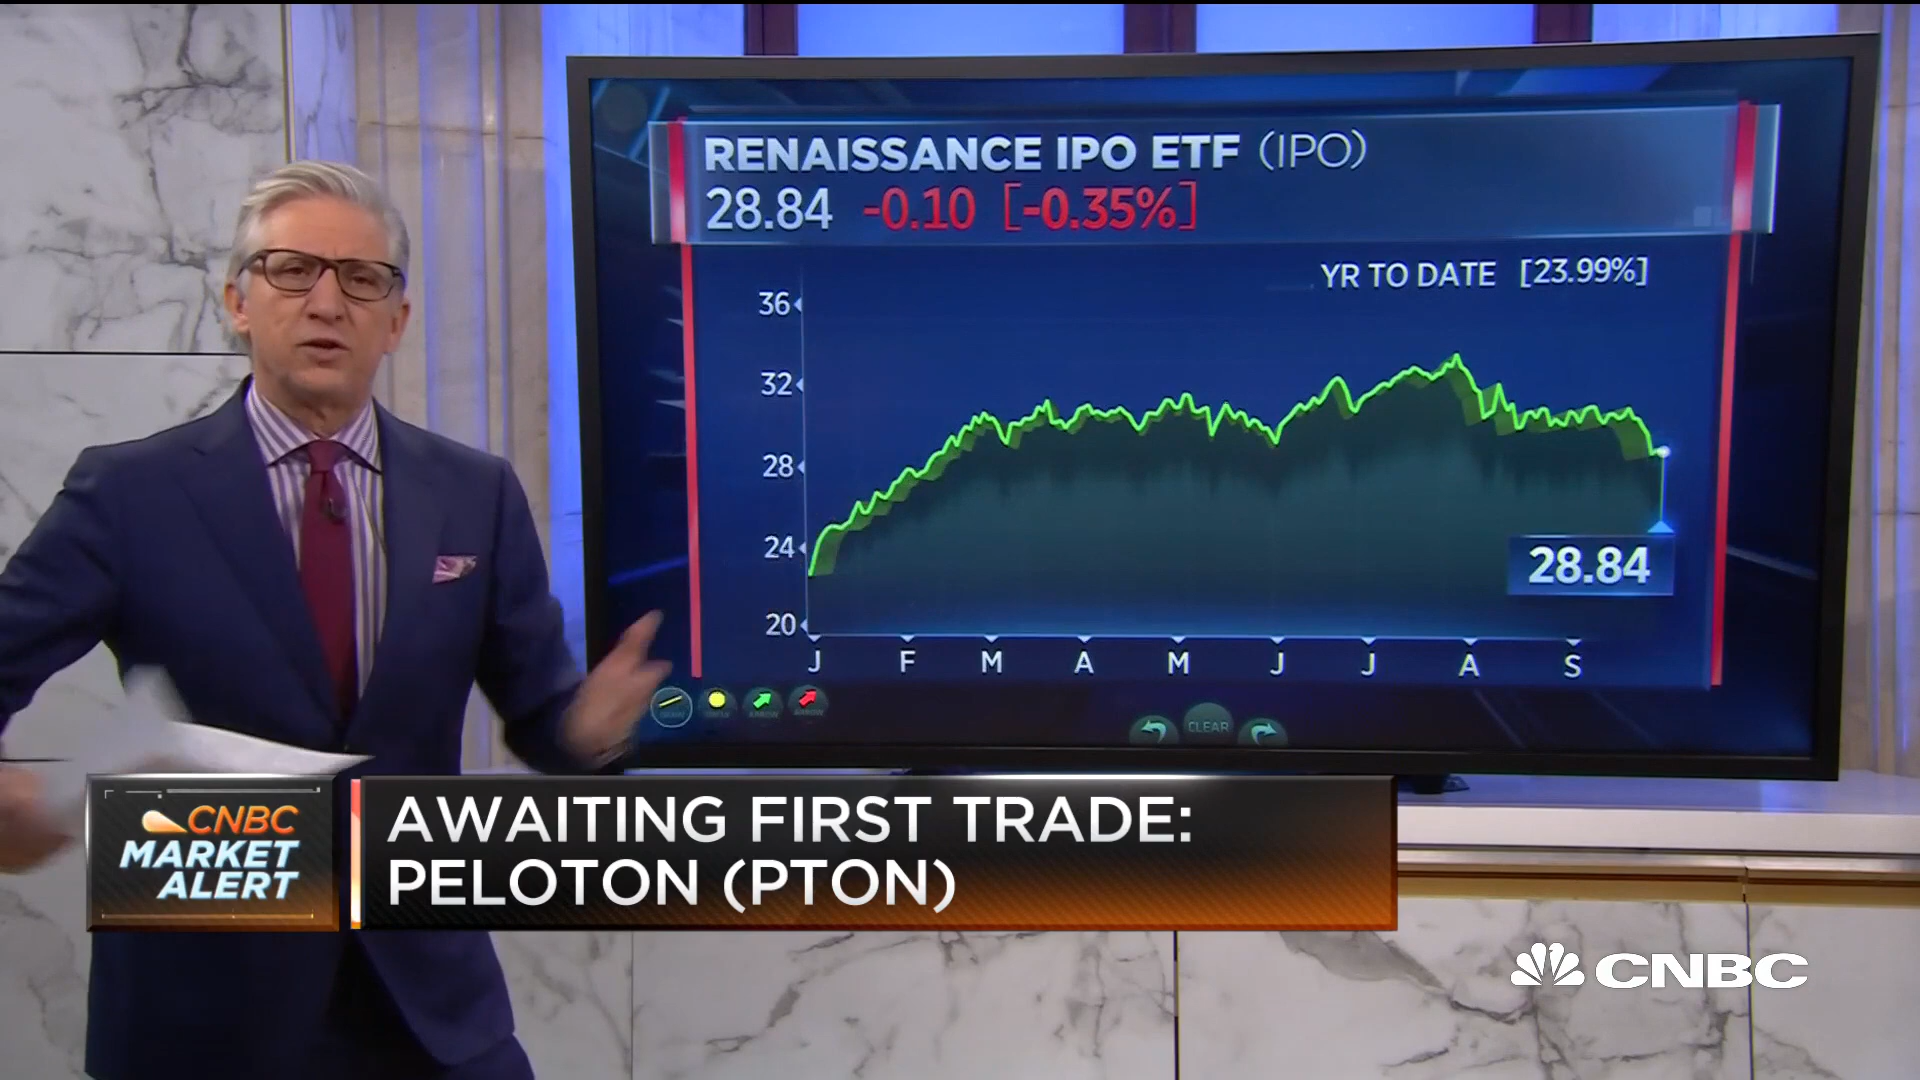 RENAISSANCE IPO ETF (IPO)
28.84 -0.10 [-0.35%]
YR TO DATE [23.99%]
36
32
28
24
20
28.84
J F M A M J J A S
CLEAR
CNBC
MARKET
ALERT
AWAITING FIRST TRADE:
PELOTON (PTON)
CNBC